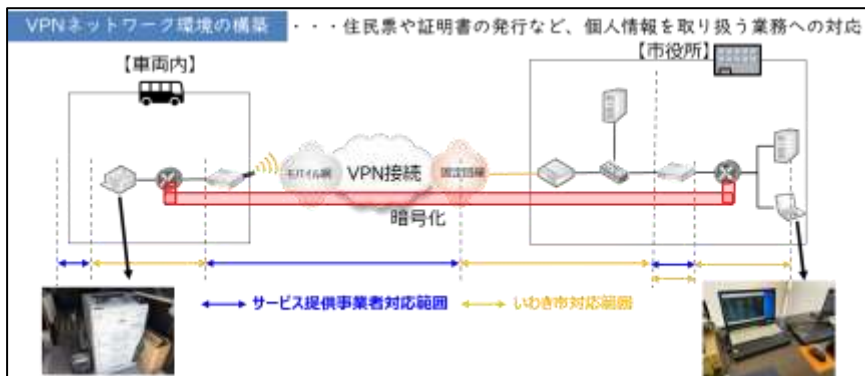 VPNネットワーク環境の構築 ・・・住民票や証明書の発行など、個人情報を取り扱う業務への対応
【車両内】
【市役所】
モバイル網
VPN接続
固定回線
暗号化
サービス提供事業者対応範囲
いわき市対応範囲